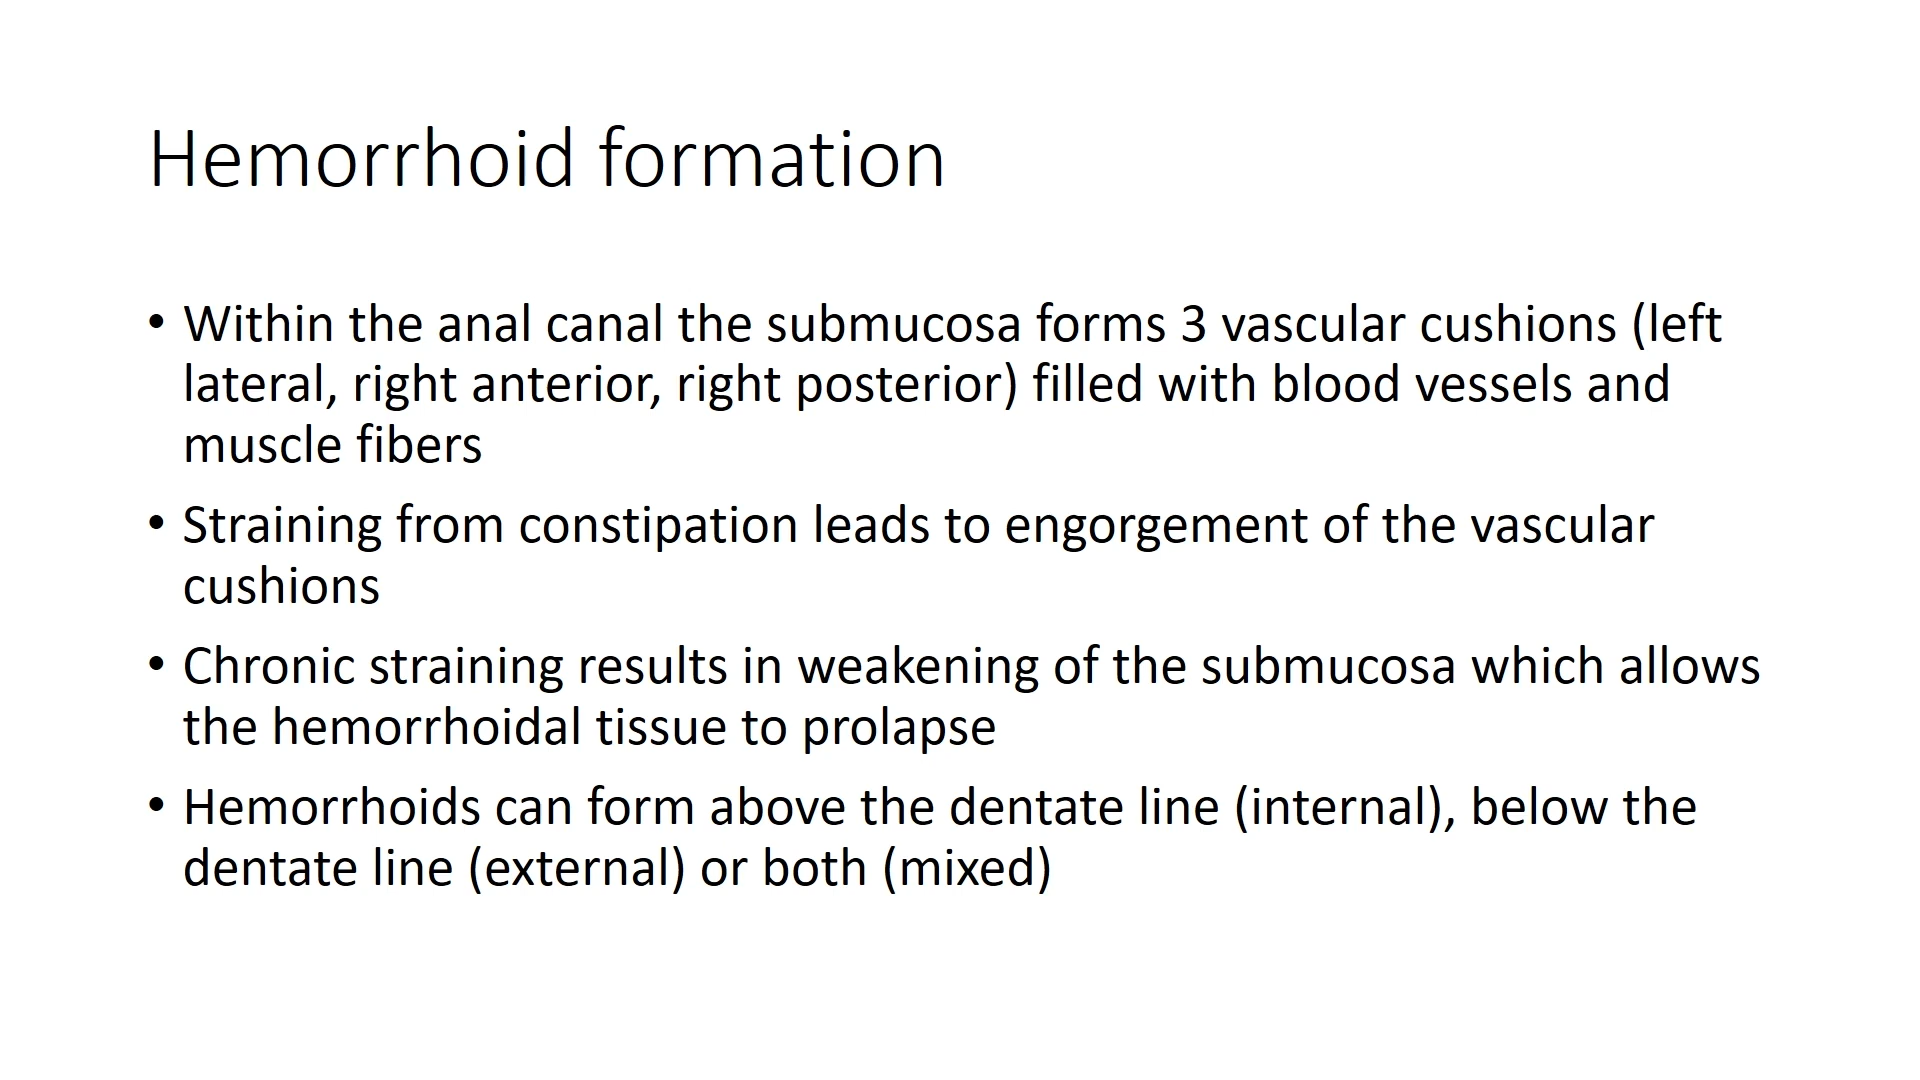 Hemorrhoid formation
• Within the anal canal the submucosa forms 3 vascular cushions (left
lateral, right anterior, right posterior) filled with blood vessels and
muscle fibers
• Straining from constipation leads to engorgement of the vascular
cushions
• Chronic straining results in weakening of the submucosa which allows
the hemorrhoidal tissue to prolapse
• Hemorrhoids can form above the dentate line (internal), below the
dentate line (external) or both (mixed)